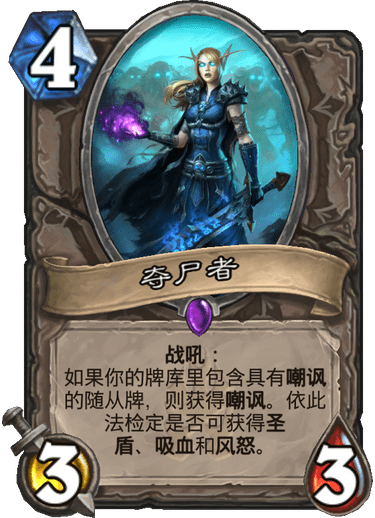 4
夺尸者
战吼：
如果你的牌库里包含具有嘲讽
的随从牌，则获得嘲讽。依此
法检定是否可获得圣
盾、吸血和风怒。
3
3